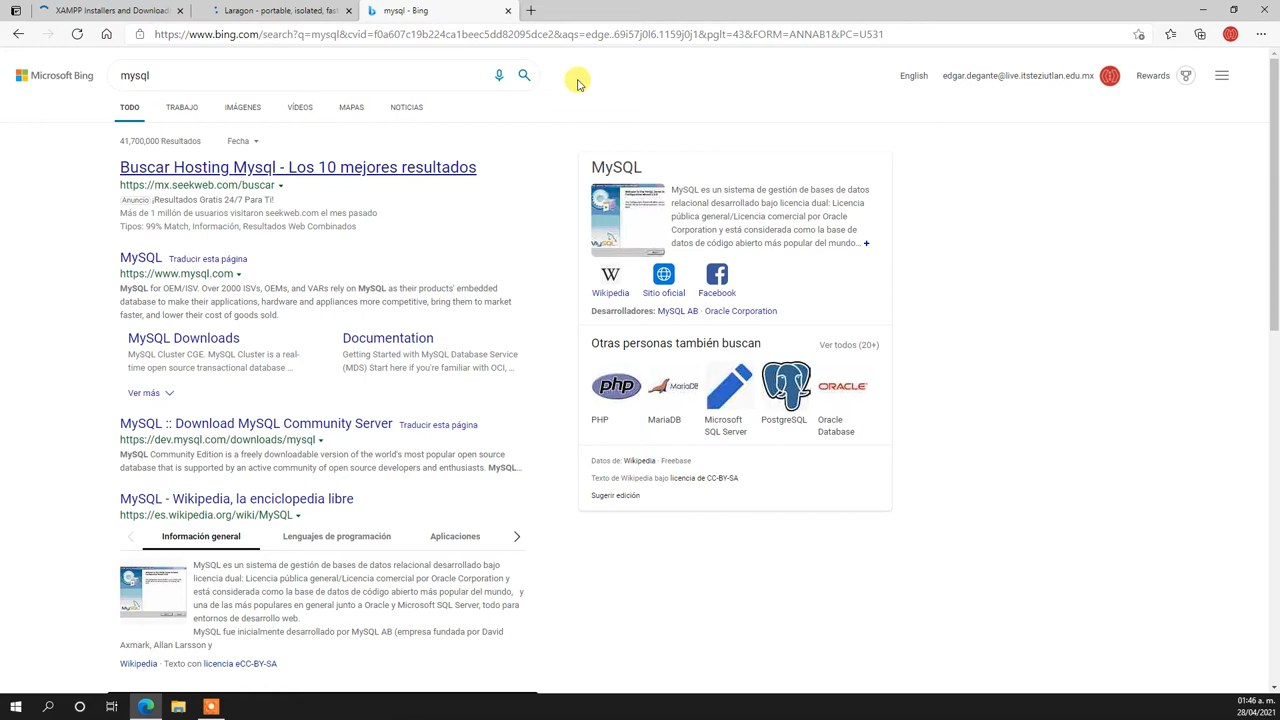 XAMPP Installers and Download
Laragon - portable, isolated, fast
mysql - Bing
https://www.bing.com/search?q=mysql&cvid=f0a607c19b224ca1beec5dd82095dce2&aqs=edge..69i57j0l6.1159j0j1&pglt=43&FORM=ANNAB1&PC=U531
Microsoft Bing
mysql
English
edgar.degante@live.itsteziutlan.edu.mx
Rewards
TODO
TRABAJO
IMÁGENES
VÍDEOS
MAPAS
NOTICIAS
41,700,000 Resultados
Fecha
Buscar Hosting Mysql - Los 10 mejores resultados
https://mx.seekweb.com/buscar
Anuncio ¡Resultados Gratis 24/7 Para Ti!
Más de 1 millón de usuarios visitaron seekweb.com el mes pasado
Tipos: 99% Match, Información, Resultados Web Combinados
MySQL Traducir esta página
https://www.mysql.com
MySQL for OEM/ISV. Over 2000 ISVs, OEMs, and VARs rely on MySQL as their products' embedded
database to make their applications, hardware and appliances more competitive, bring them to market
faster, and lower their cost of goods sold.
MySQL Downloads
MySQL Cluster CGE. MySQL Cluster is a real-
time open source transactional database ...
Documentation
Getting Started with MySQL Database Service
(MDS) Start here if you're familiar with OCI, ...
Ver más
MySQL :: Download MySQL Community Server Traducir esta página
https://dev.mysql.com/downloads/mysql
MySQL Community Edition is a freely downloadable version of the world's most popular open source
database that is supported by an active community of open source developers and enthusiasts. MySQL...
MySQL - Wikipedia, la enciclopedia libre
https://es.wikipedia.org/wiki/MySQL
Información general
Lenguajes de programación
Aplicaciones
MySQL es un sistema de gestión de bases de datos relacional desarrollado bajo
licencia dual: Licencia pública general/Licencia comercial por Oracle Corporation y
está considerada como la base de datos de código abierto más popular del mundo, y
una de las más populares en general junto a Oracle y Microsoft SQL Server, todo para
entornos de desarrollo web.
MySQL fue inicialmente desarrollado por MySQL AB (empresa fundada por David
Axmark, Allan Larsson y
Wikipedia · Texto con licencia eCC-BY-SA
MySQL
MySQL es un sistema de gestión de bases de datos
relacional desarrollado bajo licencia dual: Licencia
pública general/Licencia comercial por Oracle
Corporation y está considerada como la base de
datos de código abierto más popular del mundo... +
W
Wikipedia
Sitio oficial
Facebook
Desarrolladores: MySQL AB · Oracle Corporation
Otras personas también buscan
Ver todos (20+)
php
MariaDB
ORACLE
PHP
MariaDB
Microsoft
SQL Server
PostgreSQL
Oracle
Database
Datos de: Wikipedia · Freebase
Texto de Wikipedia bajo licencia de CC-BY-SA
Sugerir edición
01:46 a. m.
28/04/2021